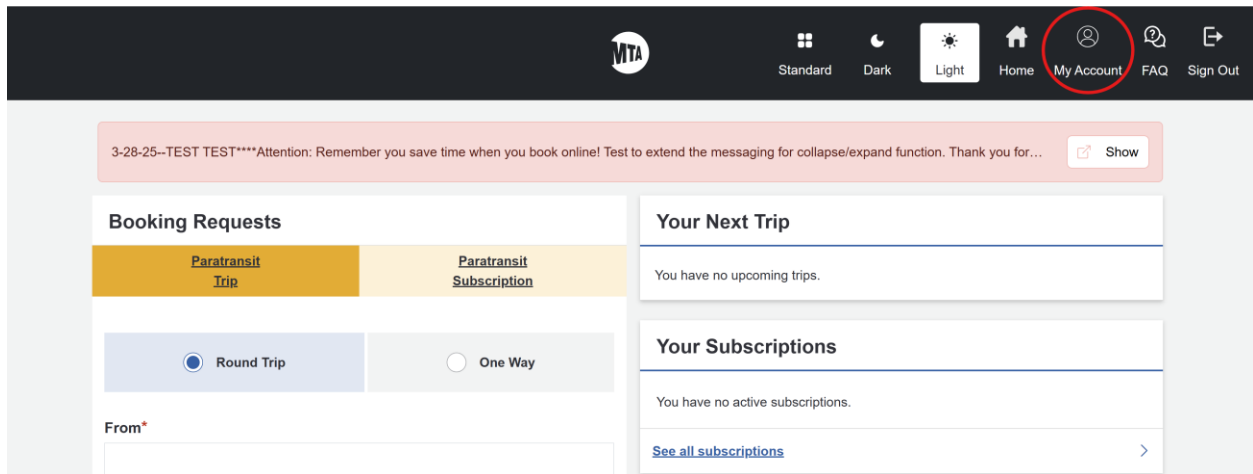 MTA
Standard
Dark
Light
Home
My Account
FAQ
Sign Out
3-28-25--TEST TEST****Attention: Remember you save time when you book online! Test to extend the messaging for collapse/expand function. Thank you for…
Show
Booking Requests
Paratransit
Trip
Paratransit
Subscription
Round Trip
One Way
From*
Your Next Trip
You have no upcoming trips.
Your Subscriptions
You have no active subscriptions.
See all subscriptions